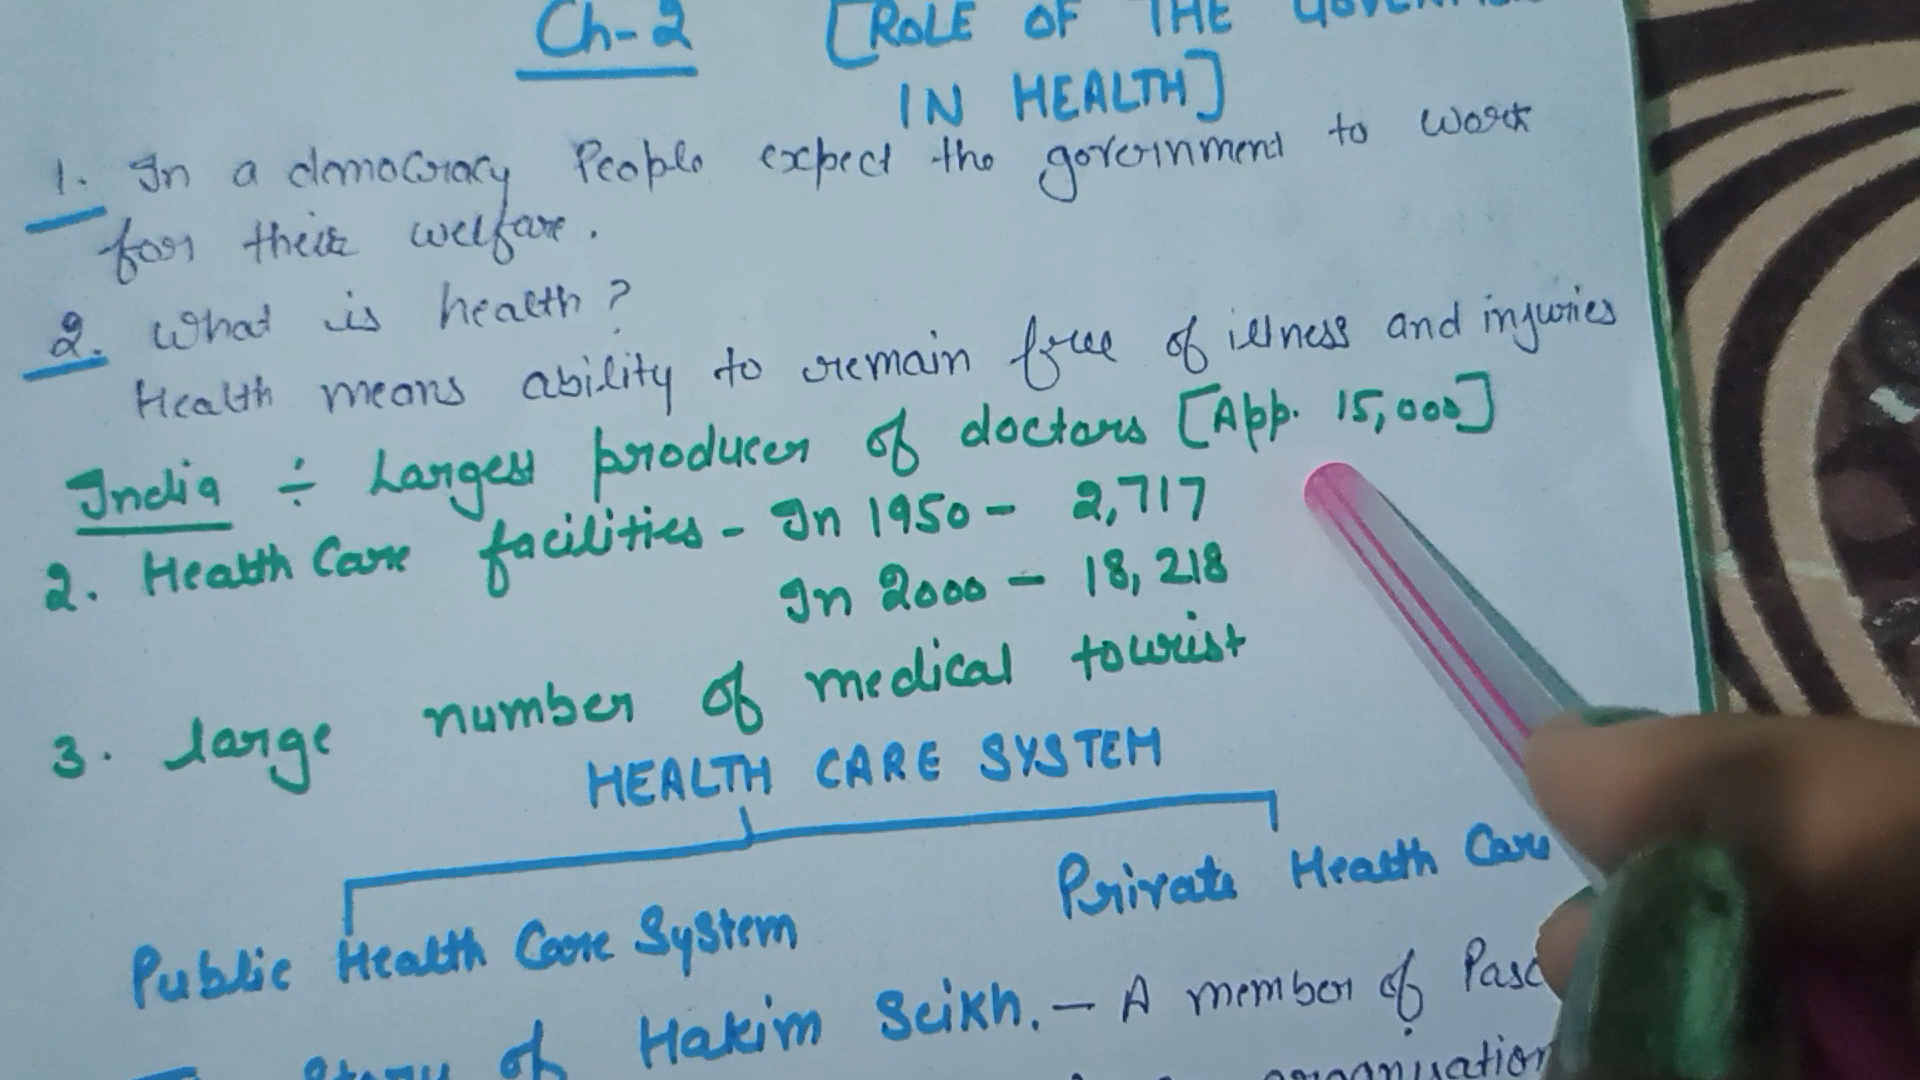 Ch-2 [ROLE OF THE
IN HEALTH]
1. In a democracy People expect the government to work
for their welfare.
2. What is health?
Health means ability to remain free of illness and injuries
India ÷ Largest producer of doctors [App. 15,000]
2. Health Care facilities - In 1950 - 2,717
In 2000 - 18,218
3. large number of medical tourist
HEALTH CARE SYSTEM
Public Health Care System Private Health Care
Story of Hakim Seikh. - A member of